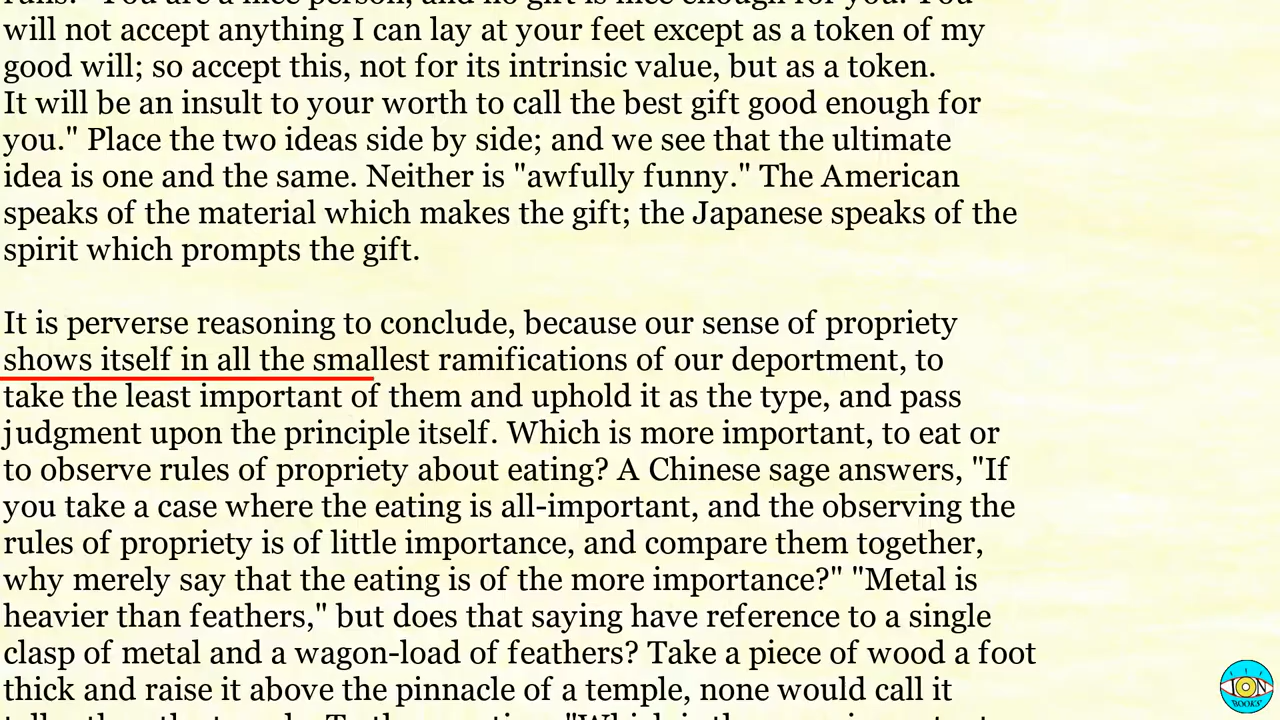 will not accept anything I can lay at your feet except as a token of my
good will; so accept this, not for its intrinsic value, but as a token.
It will be an insult to your worth to call the best gift good enough for
you." Place the two ideas side by side; and we see that the ultimate
idea is one and the same. Neither is "awfully funny." The American
speaks of the material which makes the gift; the Japanese speaks of the
spirit which prompts the gift.
It is perverse reasoning to conclude, because our sense of propriety
shows itself in all the smallest ramifications of our deportment, to
take the least important of them and uphold it as the type, and pass
judgment upon the principle itself. Which is more important, to eat or
to observe rules of propriety about eating? A Chinese sage answers, "If
you take a case where the eating is all-important, and the observing the
rules of propriety is of little importance, and compare them together,
why merely say that the eating is of the more importance?" "Metal is
heavier than feathers," but does that saying have reference to a single
clasp of metal and a wagon-load of feathers? Take a piece of wood a foot
thick and raise it above the pinnacle of a temple, none would call it
ION
BOOKS